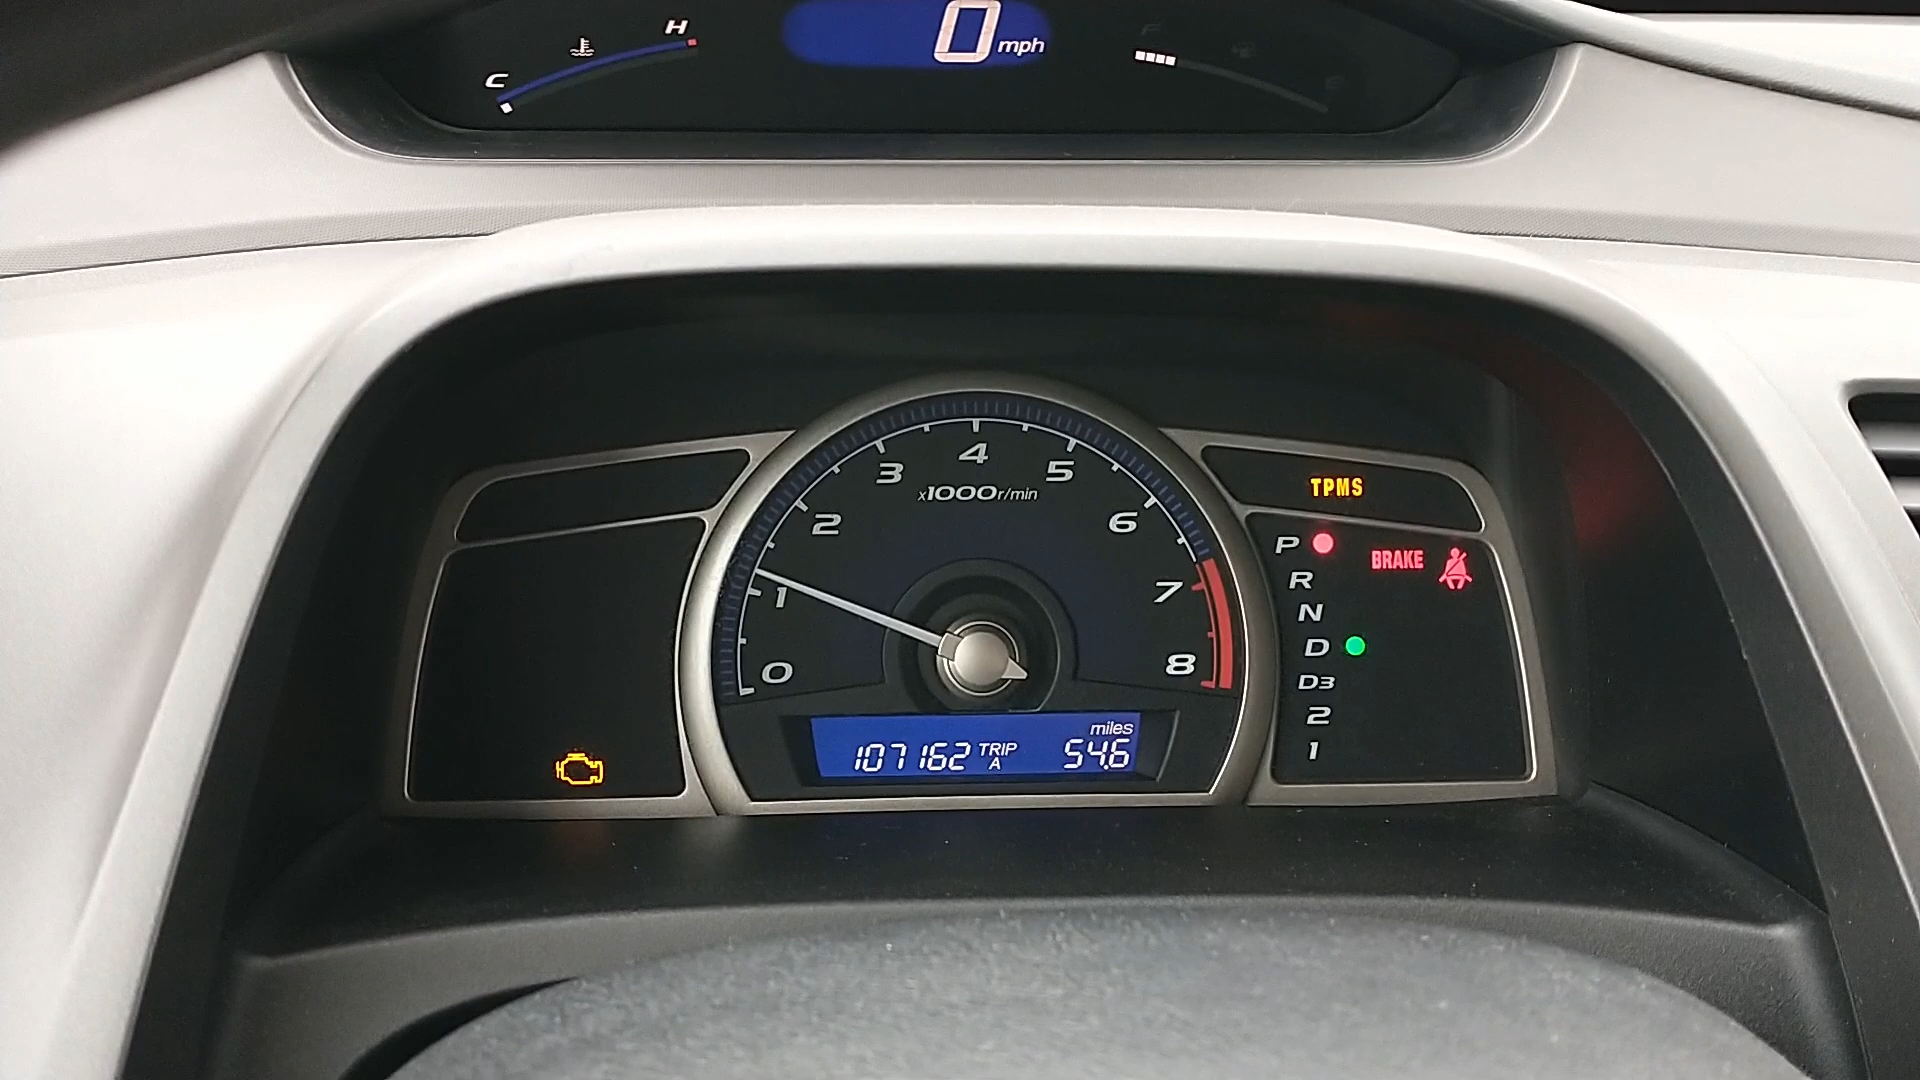 H
C
0 mph
F
4
3 5
x1000r/min
2 6
1 7
0 8
miles
107162 TRIP A 54.6
TPMS
P BRAKE
R
N
D
D3
2
1